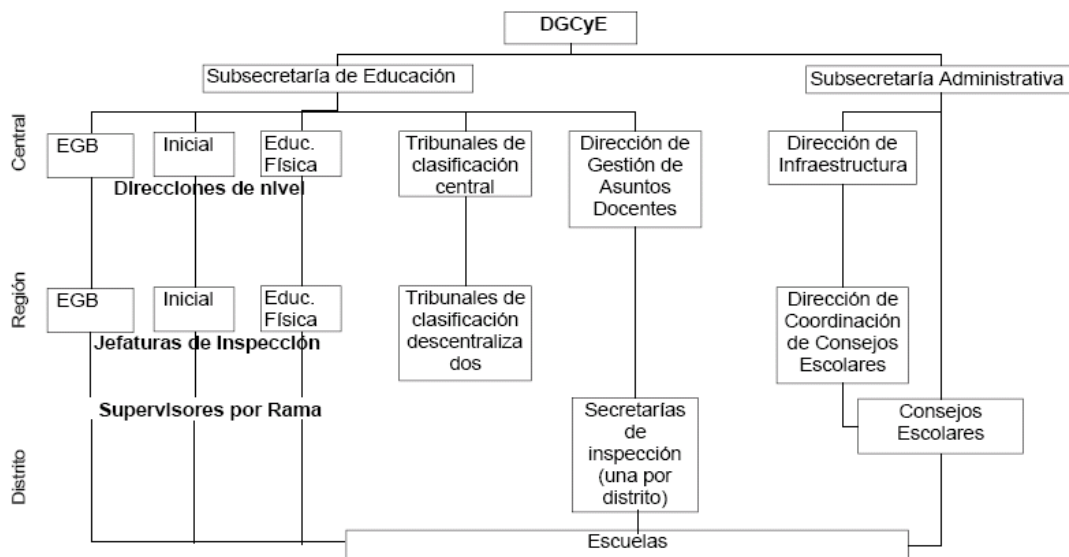 DGCyE
Subsecretaría de Educación
Subsecretaría Administrativa
Central
EGB
Inicial
Educ.
Física
Direcciones de nivel
Tribunales de
clasificación
central
Dirección de
Gestión de
Asuntos
Docentes
Dirección de
Infraestructura
Región
EGB
Inicial
Educ.
Física
Jefaturas de Inspección
Tribunales de
clasificación
descentraliza
dos
Dirección de
Coordinación
de Consejos
Escolares
Distrito
Supervisores por Rama
Secretarías
de
inspección
(una por
distrito)
Consejos
Escolares
Escuelas